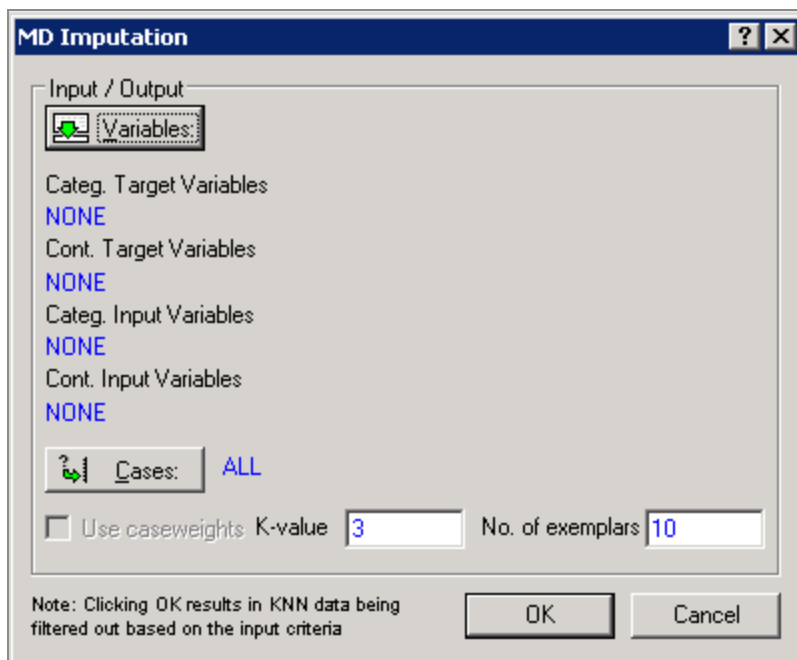 MD Imputation
Input / Output
Variables:
Categ. Target Variables
NONE
Cont. Target Variables
NONE
Categ. Input Variables
NONE
Cont. Input Variables
NONE
Cases: ALL
Use caseweights K-value 3 No. of exemplars 10
Note: Clicking OK results in KNN data being
filtered out based on the input criteria
OK Cancel